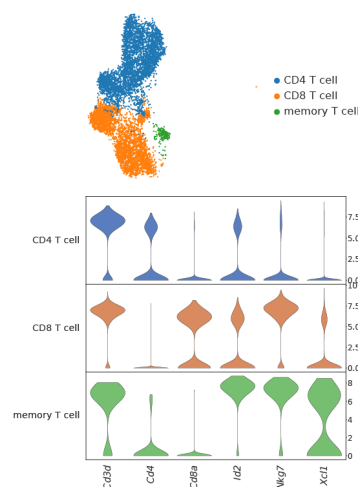 CD4 T cell
CD8 T cell
memory T cell
CD4 T cell
7.5
5.0
2.5
0.0
CD8 T cell
10
7.5
5.0
2.5
0.0
memory T cell
8
6
4
2
0
Cd3d
Cd4
Cd8a
Id2
Nkg7
Xcl1